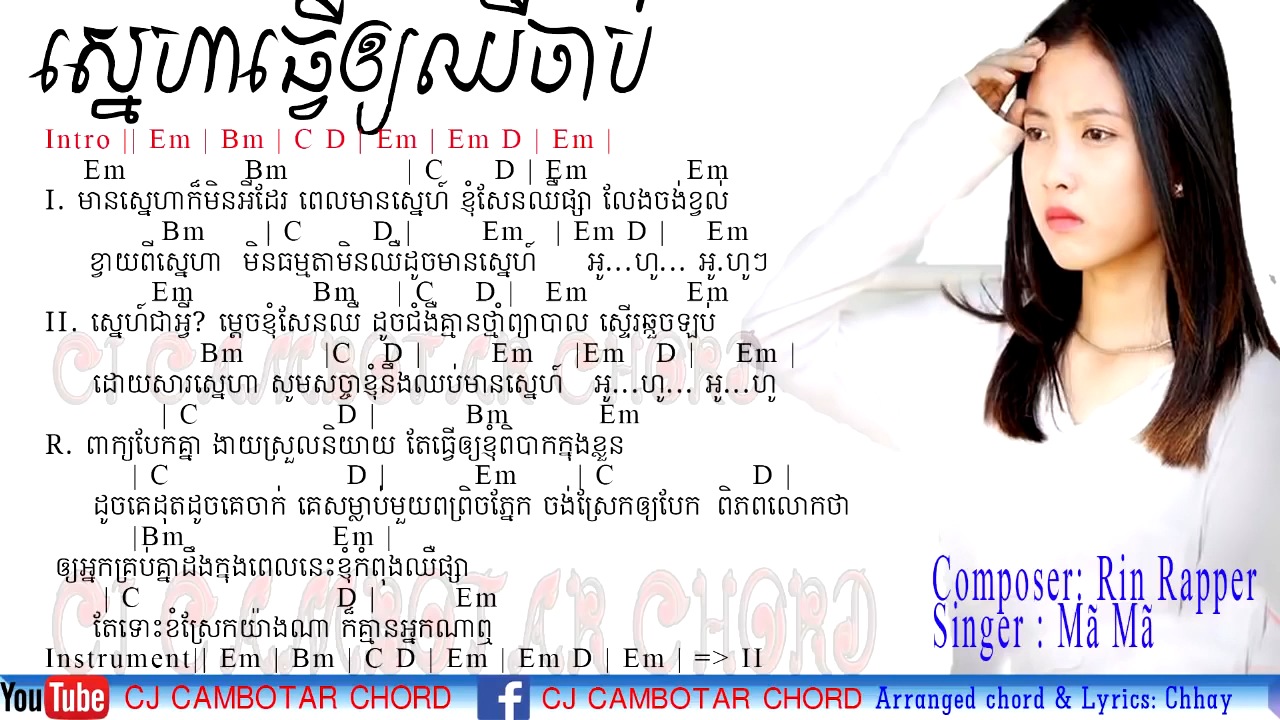 ស្នេហាធ្វើឲ្យឈឺចាប់
Intro || Em | Bm | C D | Em | Em D | Em |
Em Bm | C D | Em Em
I. មានស្នេហាក៏មិនអីដែរ ពេលមានស្នេហ៍ ខ្ញុំសែនឈឺផ្សា លែងចង់ខ្វល់
Bm | C D | Em | Em D | Em
ខ្វាយពីស្នេហា មិនធម្មតាមិនឈឺដូចមានស្នេហ៍ អូ...ហូ... អូ.ហូៗ
Em Bm | C D | Em Em
II. ស្នេហ៍ជាអ្វី? ម្ដេចខ្ញុំសែនឈឺ ដូចជំងឺគ្មានថ្នាំព្យាបាល ស្ទើរឆ្កួចឡប់
Bm |C D | Em |Em D | Em |
ដោយសារស្នេហា សូមសច្ចាខ្ញុំនឹងឈប់មានស្នេហ៍ អូ...ហូ... អូ...ហូ
| C D | Bm Em
R. ពាក្យបែកគ្នា ងាយស្រួលនិយាយ តែធ្វើឲ្យខ្ញុំពិបាកក្នុងខ្លួន
| C D | Em | C D |
ដូចគេដុតដូចគេចាក់ គេសម្លាប់មួយពព្រិចភ្នែក ចង់ស្រែកឲ្យបែក ពិភពលោកថា
|Bm Em |
ឲ្យអ្នកគ្រប់គ្នាដឹងក្នុងពេលនេះខ្ញុំកំពុងឈឺផ្សា
| C D | Em
តែទោះខំស្រែកយ៉ាងណា ក៏គ្មានអ្នកណាឮ
Instrument|| Em | Bm | C D | Em | Em D | Em | => II
Composer: Rin Rapper
Singer : Mã Mã
CJ CAMBOTAR CHORD
CJ CAMBOTAR CHORD
YouTube CJ CAMBOTAR CHORD f CJ CAMBOTAR CHORD Arranged chord & Lyrics: Chhay